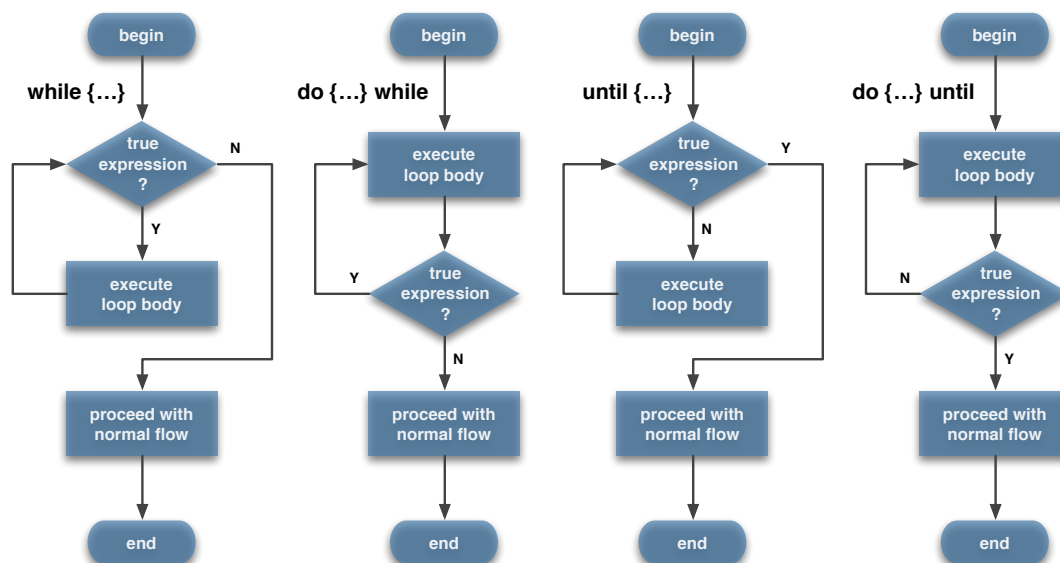 begin
while {…}
true
expression
?
N
Y
execute
loop body
proceed with
normal flow
end
begin
do {…} while
execute
loop body
true
expression
?
Y
N
proceed with
normal flow
end
begin
until {…}
true
expression
?
Y
N
execute
loop body
proceed with
normal flow
end
begin
do {…} until
execute
loop body
true
expression
?
N
Y
proceed with
normal flow
end